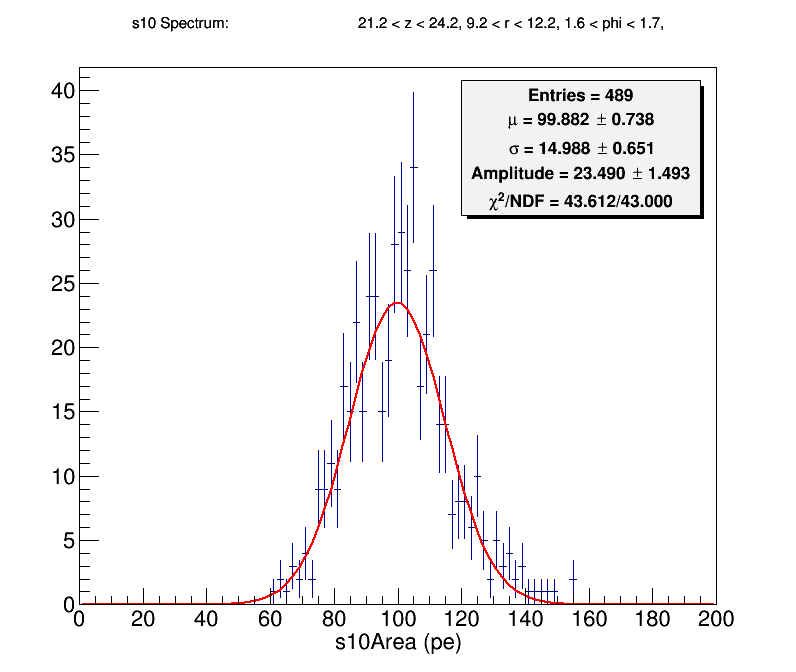 s10 Spectrum: 21.2 < z < 24.2, 9.2 < r < 12.2, 1.6 < phi < 1.7,
Entries = 489
μ = 99.882 ± 0.738
σ = 14.988 ± 0.651
Amplitude = 23.490 ± 1.493
χ²/NDF = 43.612/43.000
40
35
30
25
20
15
10
5
0
0 20 40 60 80 100 120 140 160 180 200
s10Area (pe)